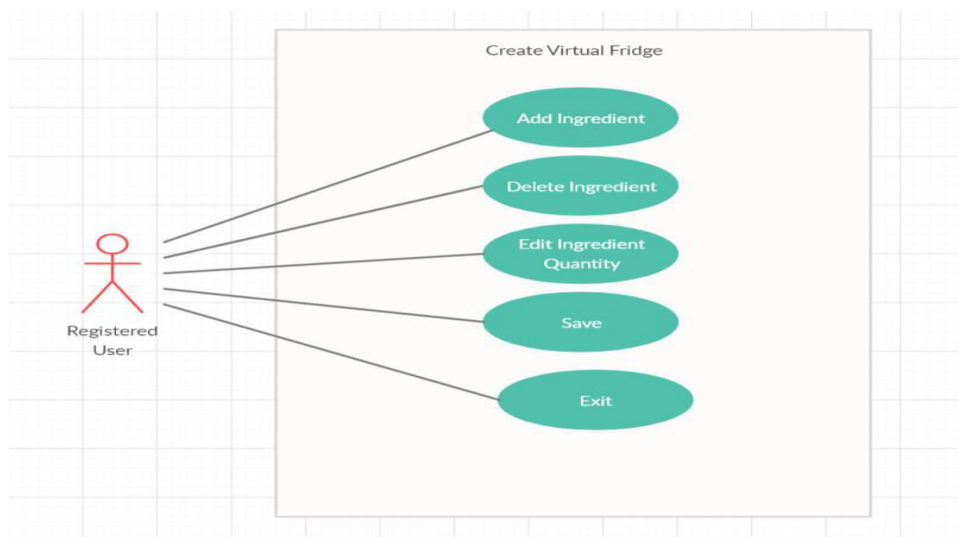 Create Virtual Fridge
Add Ingredient
Delete Ingredient
Edit Ingredient
Quantity
Save
Exit
Registered
User